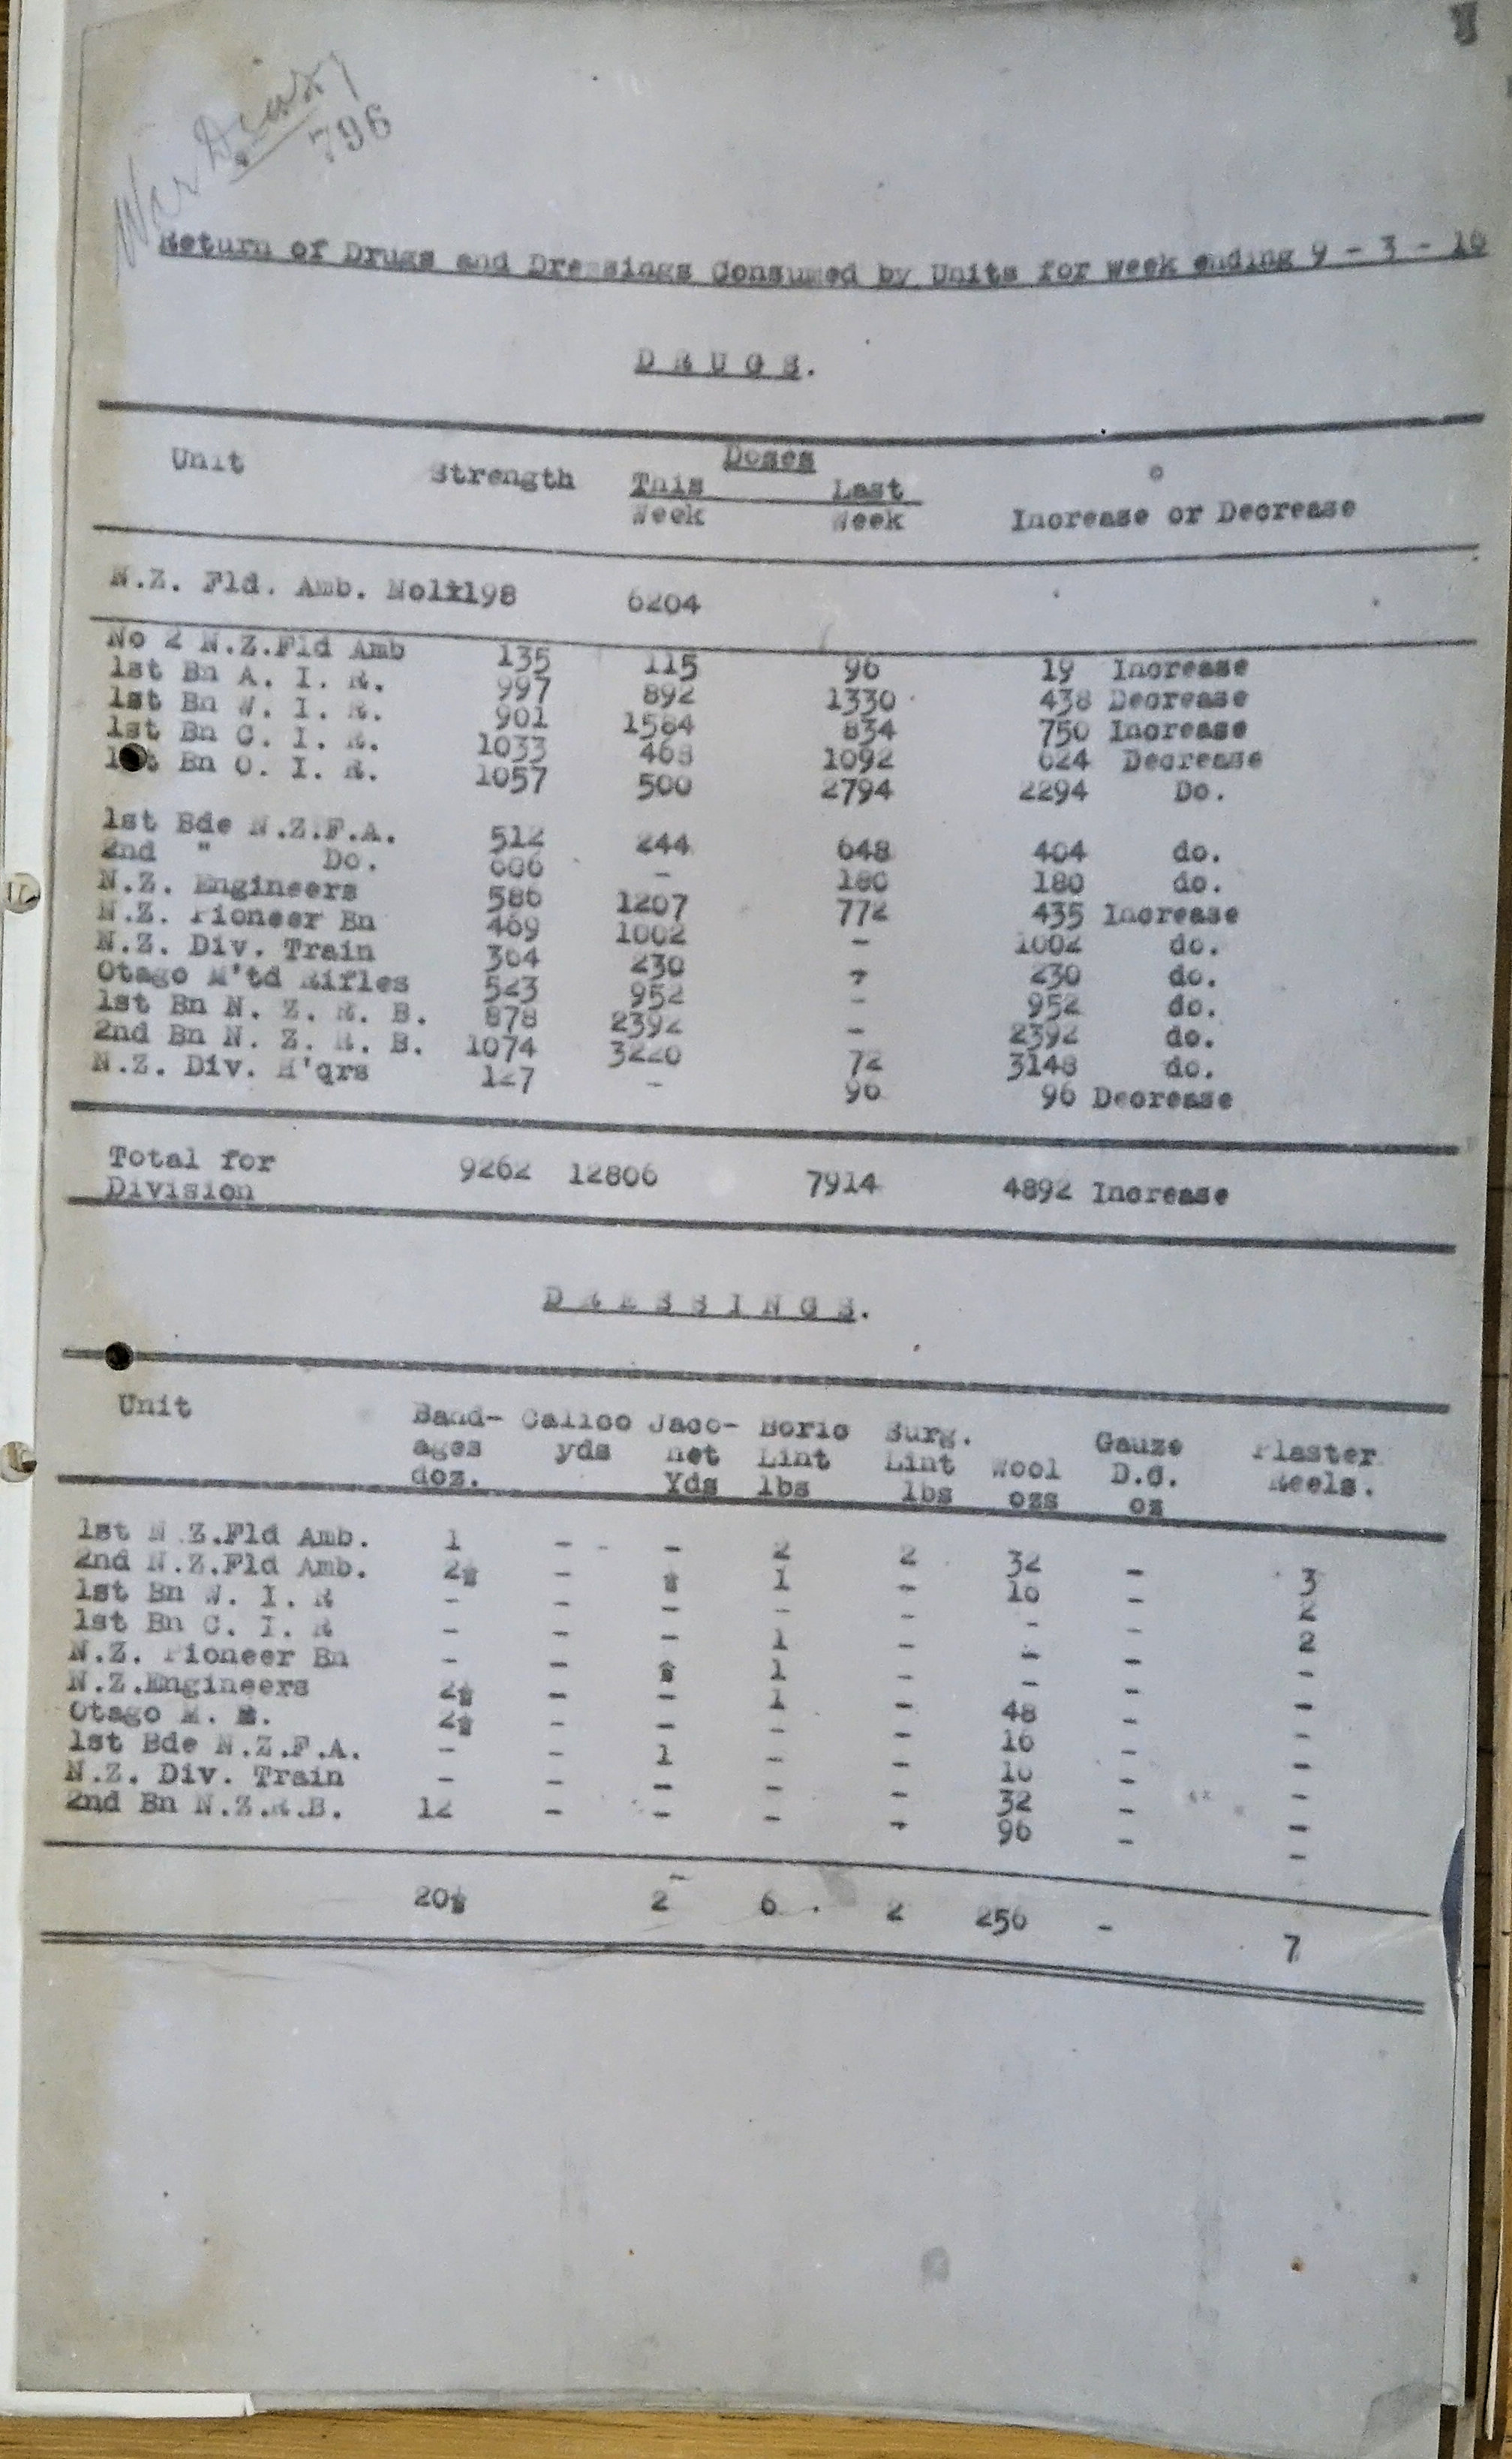 War Diary
796
Return of Drugs and Dressings Consumed by Units for week ending 9 - 3 - 16
D R U G S.
Unit Strength Doses Increase or Decrease
This Week Last Week
N.Z. Fld. Amb. No 198 6204
No 2 N.Z.Fld Amb 135 115 96 19 Increase
1st Bn A. I. R. 997 892 1330 438 Decrease
1st Bn W. I. R. 901 1584 834 750 Increase
1st Bn C. I. R. 1033 468 1092 624 Decrease
1st Bn O. I. R. 1057 500 2794 2294 Do.
1st Bde N.Z.F.A. 512 244 648 404 do.
2nd " Do. 606 - 180 180 do.
N.Z. Engineers 586 1207 772 435 Increase
N.Z. Pioneer Bn 469 1002 - 1002 do.
N.Z. Div. Train 364 230 - 230 do.
Otago M'td Rifles 523 952 - 952 do.
1st Bn N. Z. R. B. 878 2392 - 2392 do.
2nd Bn N. Z. R. B. 1074 3220 72 3148 do.
N.Z. Div. H'qrs 127 - 96 96 Decrease
Total for 9262 12806 7914 4892 Increase
Division
D R E S S I N G S.
Unit Band- Calico Jaco- Boric Surg. Wool Gauze Plaster
ages yds net Lint Lint ozs D.C. Reels.
doz. Yds lbs lbs oz
1st N.Z.Fld Amb. 1 - - 2 2 32 - 3
2nd N.Z.Fld Amb. 2½ - ½ 1 - 16 - 2
1st Bn W. I. R - - - - - - - 2
1st Bn C. I. R - - - 1 - - - -
N.Z. Pioneer Bn - - ½ 1 - - - -
N.Z.Engineers 2½ - - 1 - 48 - -
Otago M. R. 2½ - - - - 16 - -
1st Bde N.Z.F.A. - - 1 - - 16 - -
N.Z. Div. Train - - - - - 32 - -
2nd Bn N.Z.R.B. 12 - - - - 96 - -
20½ - 2 6 2 256 - 7